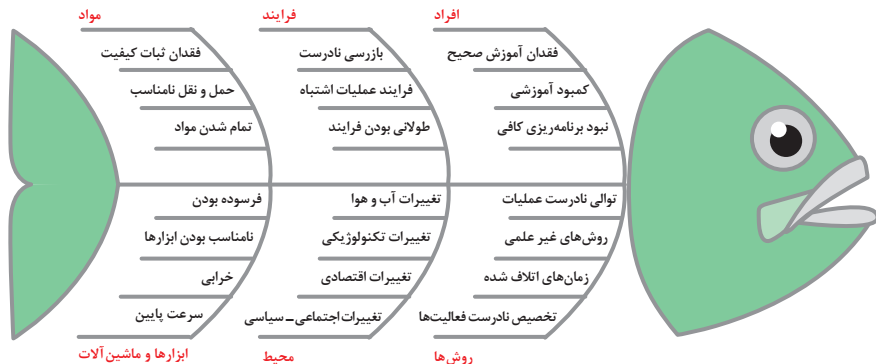 افراد
فقدان آموزش صحیح
کمبود آموزشی
نبود برنامه‌ریزی کافی
فرایند
بازرسی نادرست
فرایند عملیات اشتباه
طولانی بودن فرایند
مواد
فقدان ثبات کیفیت
حمل و نقل نامناسب
تمام شدن مواد
توالی نادرست عملیات
روش‌های غیر علمی
زمان‌های اتلاف شده
تخصیص نادرست فعالیت‌ها
روش‌ها
تغییرات آب و هوا
تغییرات تکنولوژیکی
تغییرات اقتصادی
تغییرات اجتماعی ـ سیاسی
محیط
فرسوده بودن
نامناسب بودن ابزارها
خرابی
سرعت پایین
ابزارها و ماشین آلات